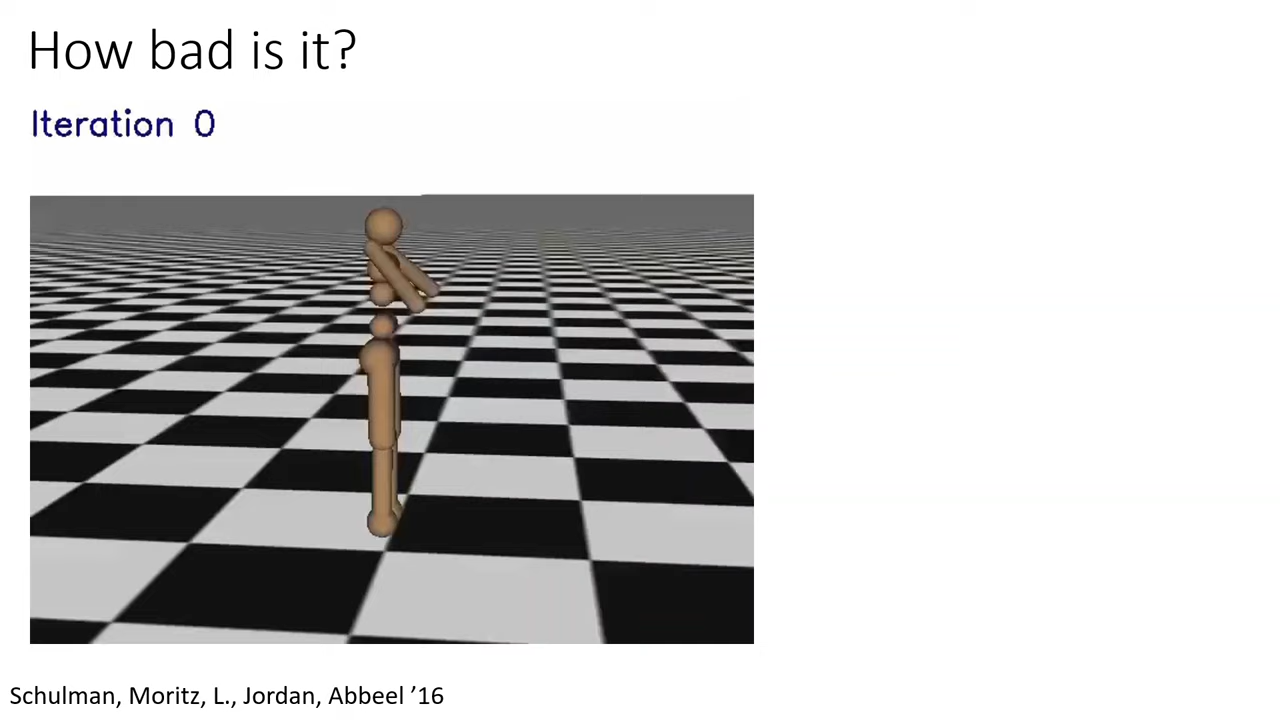 How bad is it?
Iteration 0
Schulman, Moritz, L., Jordan, Abbeel ’16